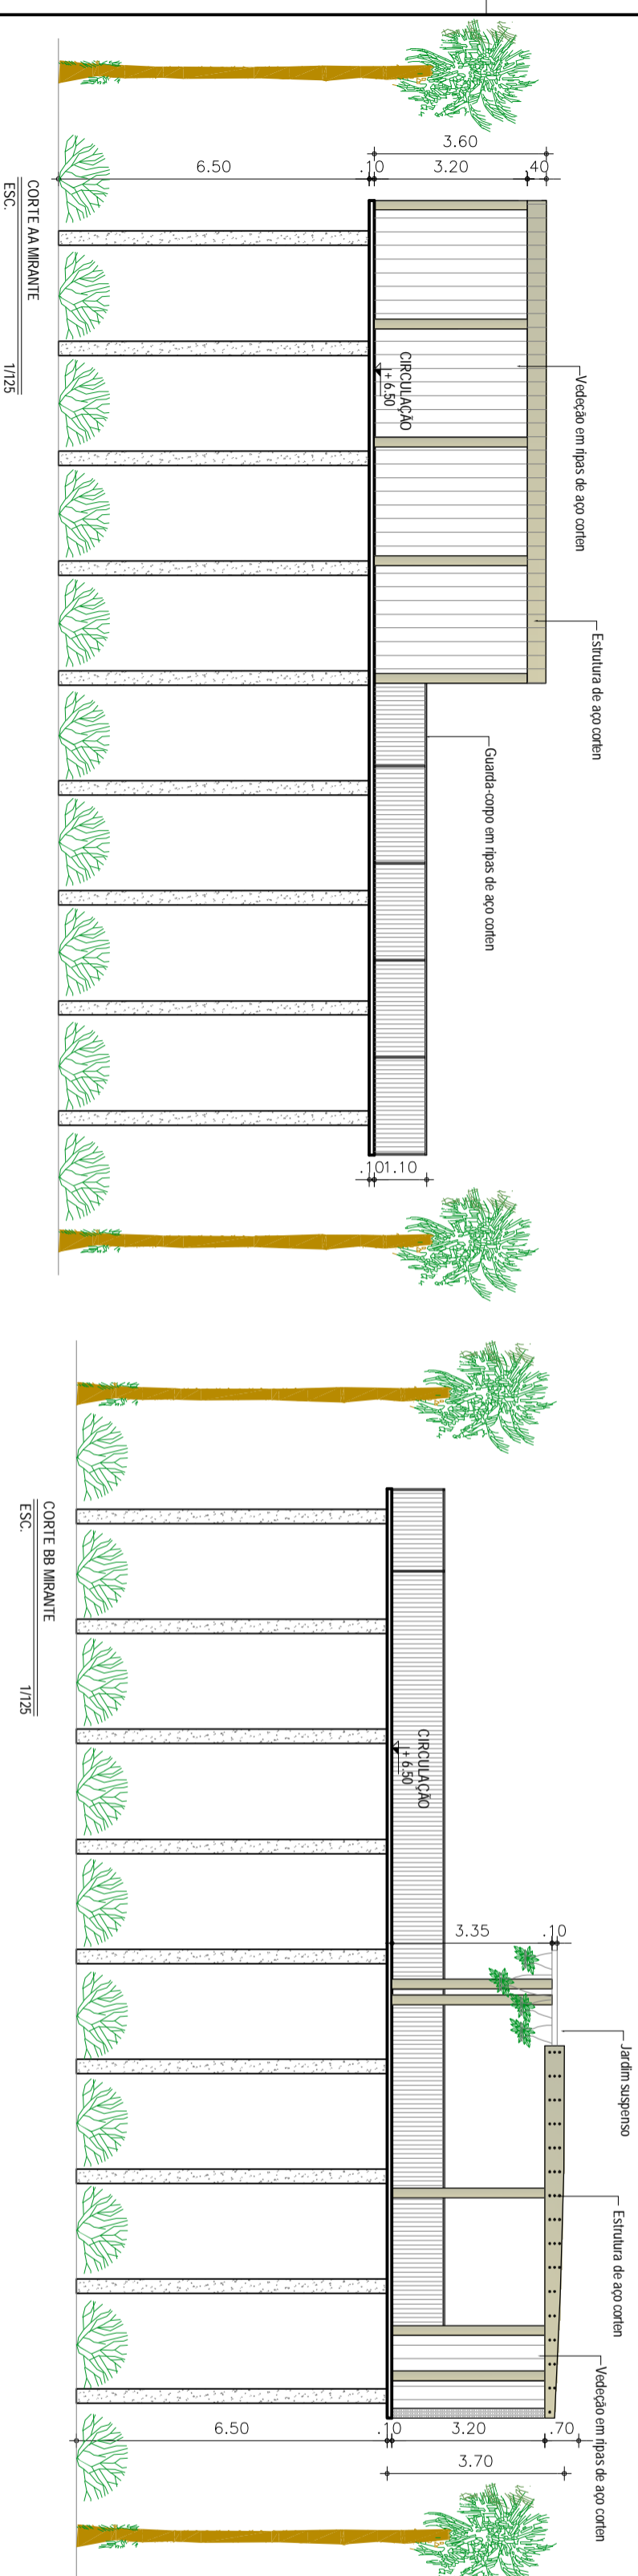 3.60
6.50
.10
3.20
.40
CORTE AA MIRANTE
ESC. 1/125
CIRCULAÇÃO
+ 6.50
Vedeção em ripas de aço corten
Estrutura de aço corten
Guarda-corpo em ripas de aço corten
.10
1.10
CORTE BB MIRANTE
ESC. 1/125
CIRCULAÇÃO
+ 6.50
3.35
.10
Jardim suspenso
Estrutura de aço corten
Vedeção em ripas de aço corten
6.50
.10
3.20
.70
3.70